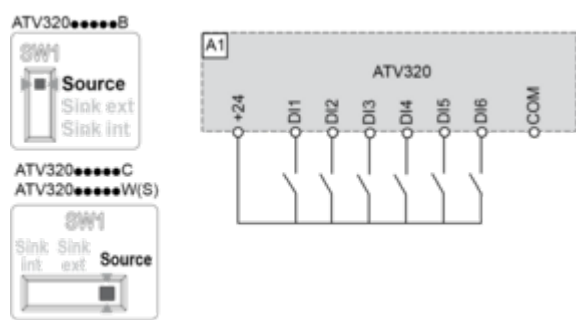 ATV320●●●●●B
SW1
Source
Sink ext
Sink int
ATV320●●●●●C
ATV320●●●●●W(S)
SW1
Sink int
Sink ext
Source
A1
ATV320
+24
DI1
DI2
DI3
DI4
DI5
DI6
COM